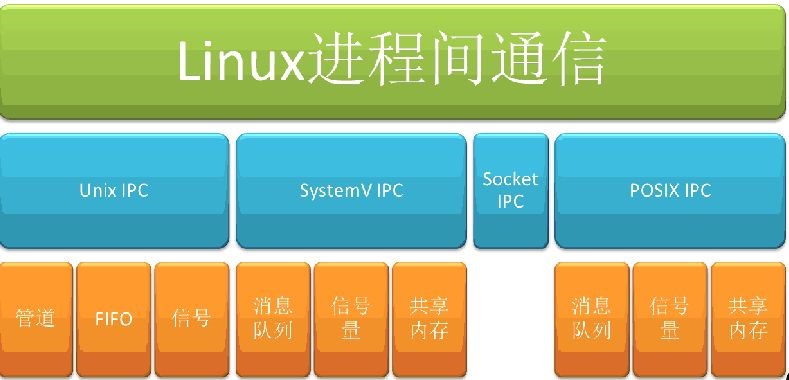 Linux进程间通信
Unix IPC
SystemV IPC
Socket
IPC
POSIX IPC
管道
FIFO
信号
消息
队列
信号
量
共享
内存
消息
队列
信号
量
共享
内存